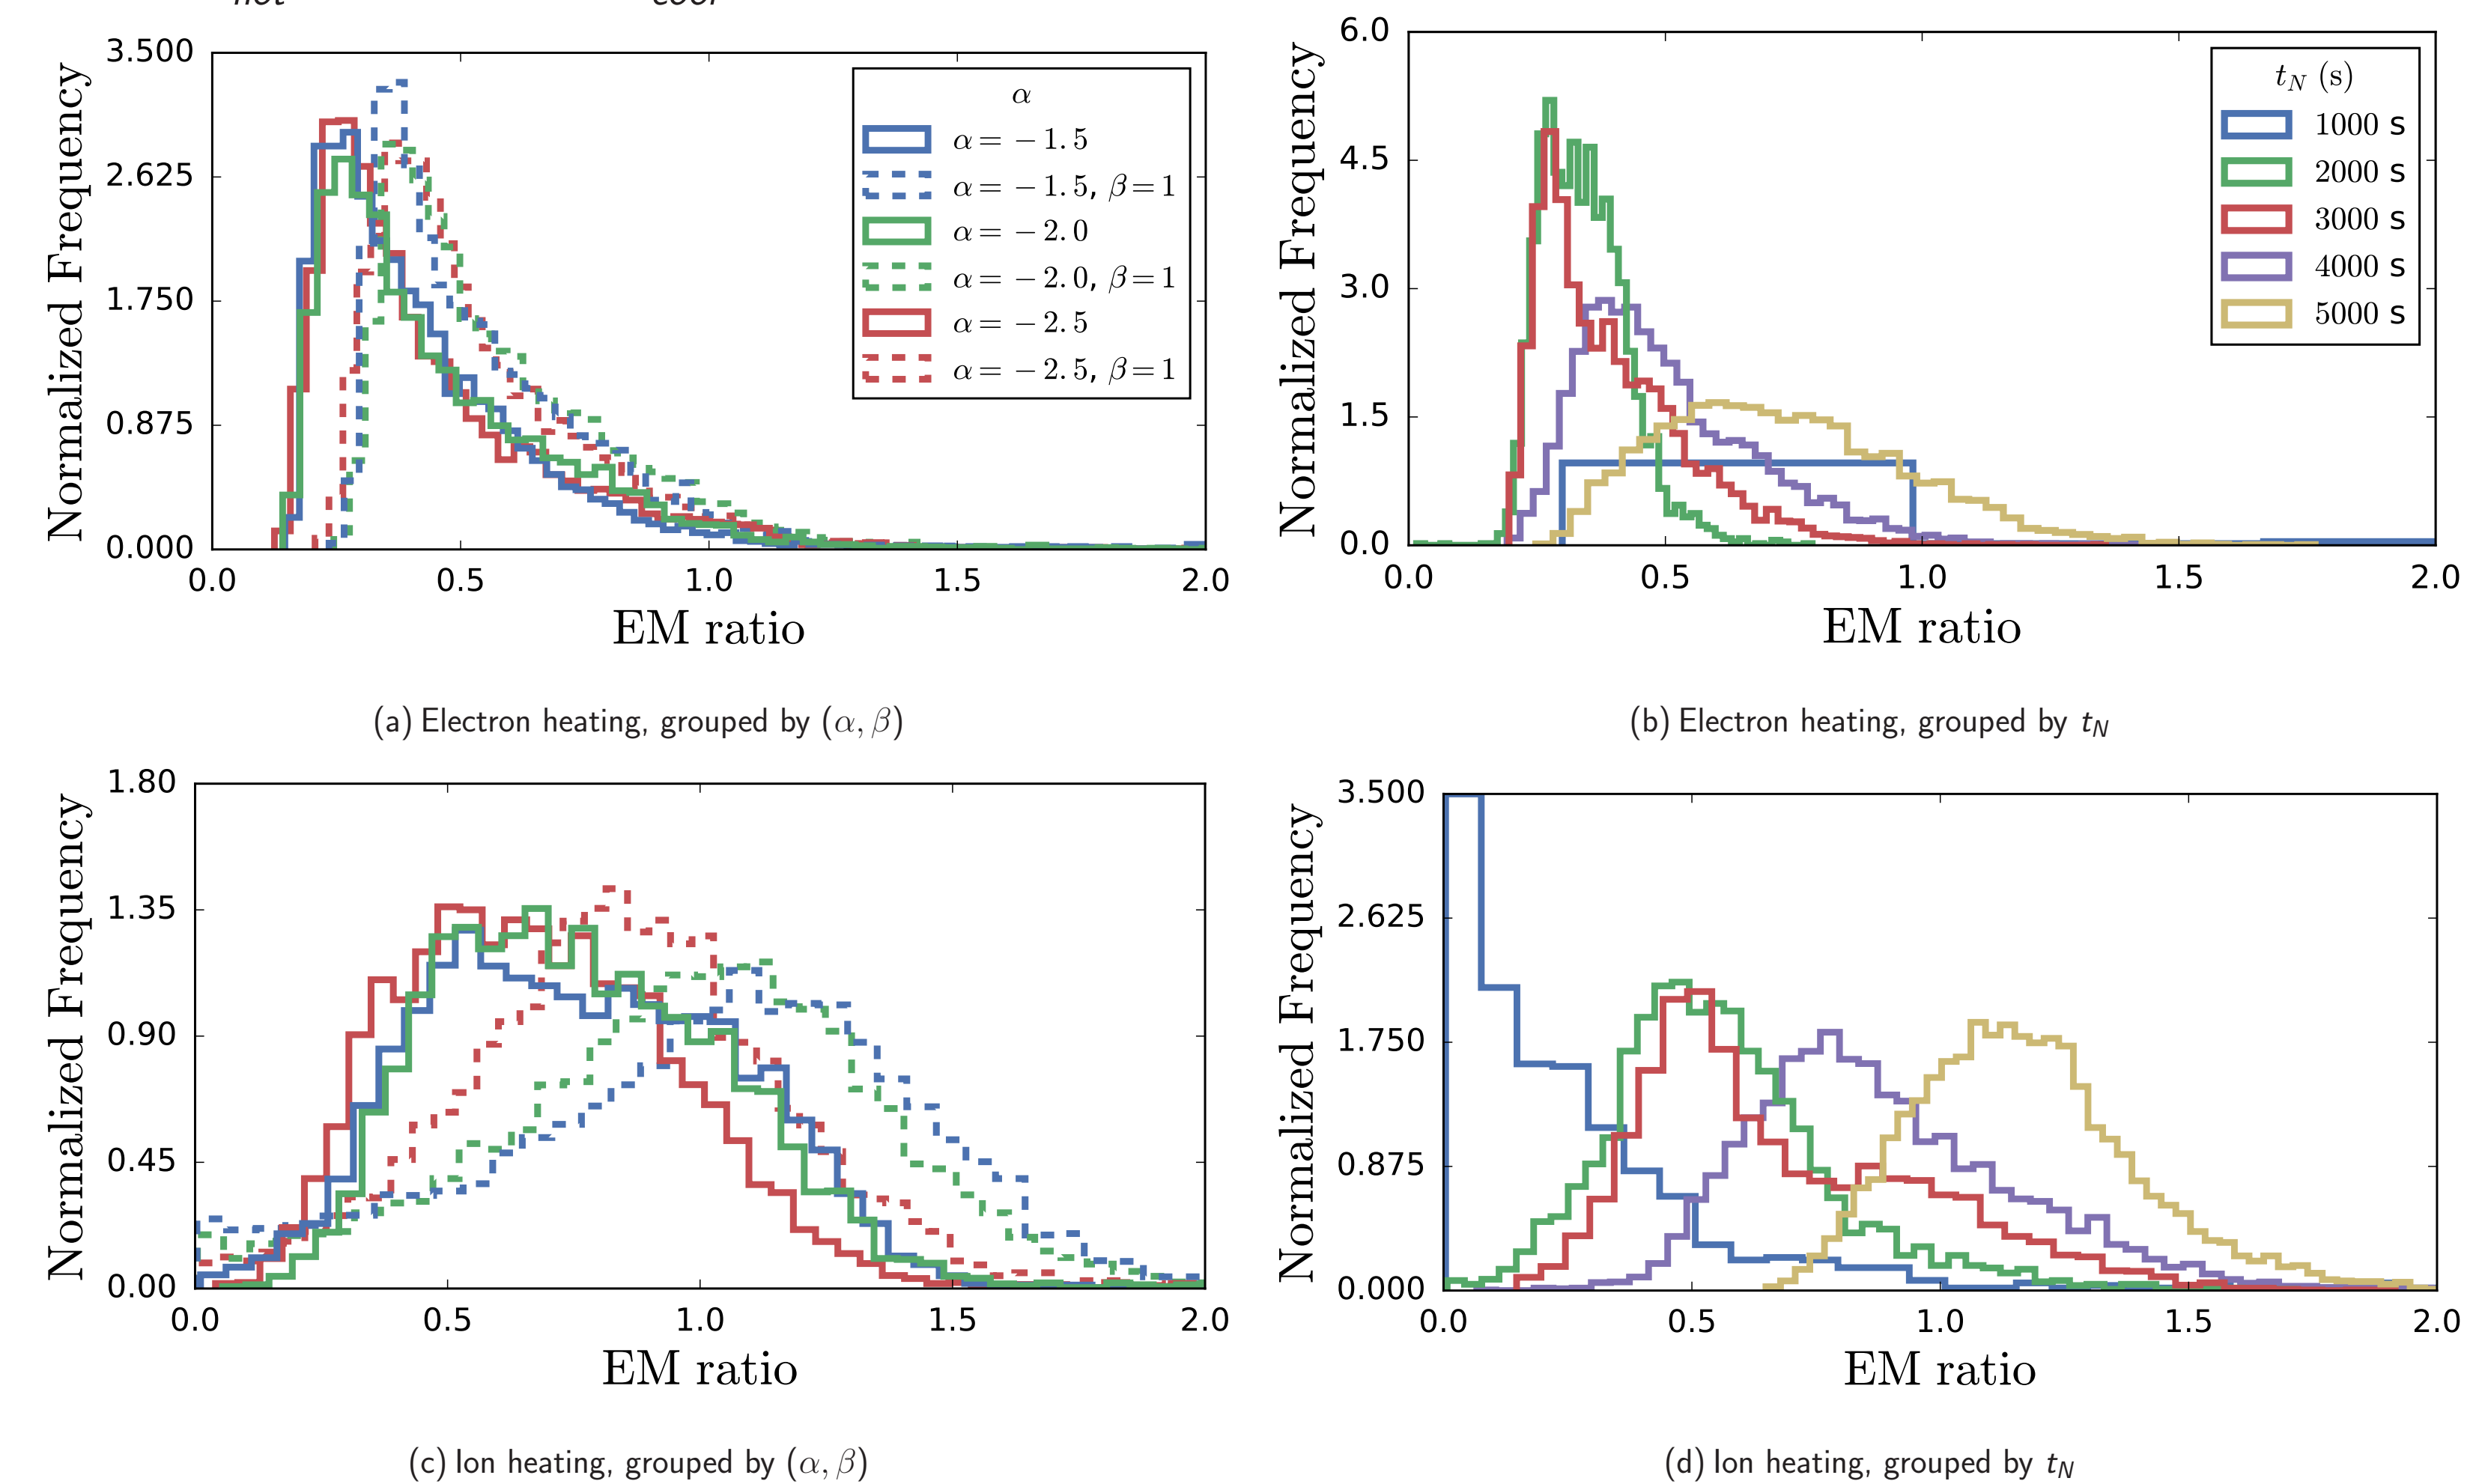 hot cool
3.500
2.625
1.750
0.875
0.000
Normalized Frequency
0.0 0.5 1.0 1.5 2.0
EM ratio
α
α = −1.5
α = −1.5, β = 1
α = −2.0
α = −2.0, β = 1
α = −2.5
α = −2.5, β = 1
(a) Electron heating, grouped by (α, β)
6.0
4.5
3.0
1.5
0.0
Normalized Frequency
0.0 0.5 1.0 1.5 2.0
EM ratio
t_N (s)
1000 s
2000 s
3000 s
4000 s
5000 s
(b) Electron heating, grouped by t_N
1.80
1.35
0.90
0.45
0.00
Normalized Frequency
0.0 0.5 1.0 1.5 2.0
EM ratio
(c) Ion heating, grouped by (α, β)
3.500
2.625
1.750
0.875
0.000
Normalized Frequency
0.0 0.5 1.0 1.5 2.0
EM ratio
(d) Ion heating, grouped by t_N